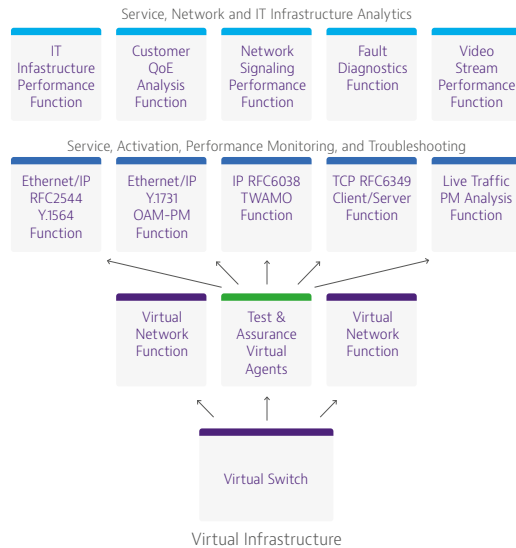 Service, Network and IT Infrastructure Analytics
IT
Infastructure
Performance
Function
Customer
QoE
Analysis
Function
Network
Signaling
Performance
Function
Fault
Diagnostics
Function
Video
Stream
Performance
Function
Service, Activation, Performance Monitoring, and Troubleshooting
Ethernet/IP
RFC2544
Y.1564
Function
Ethernet/IP
Y.1731
OAM-PM
Function
IP RFC6038
TWAMO
Function
TCP RFC6349
Client/Server
Function
Live Traffic
PM Analysis
Function
Virtual
Network
Function
Test &
Assurance
Virtual
Agents
Virtual
Network
Function
Virtual Switch
Virtual Infrastructure